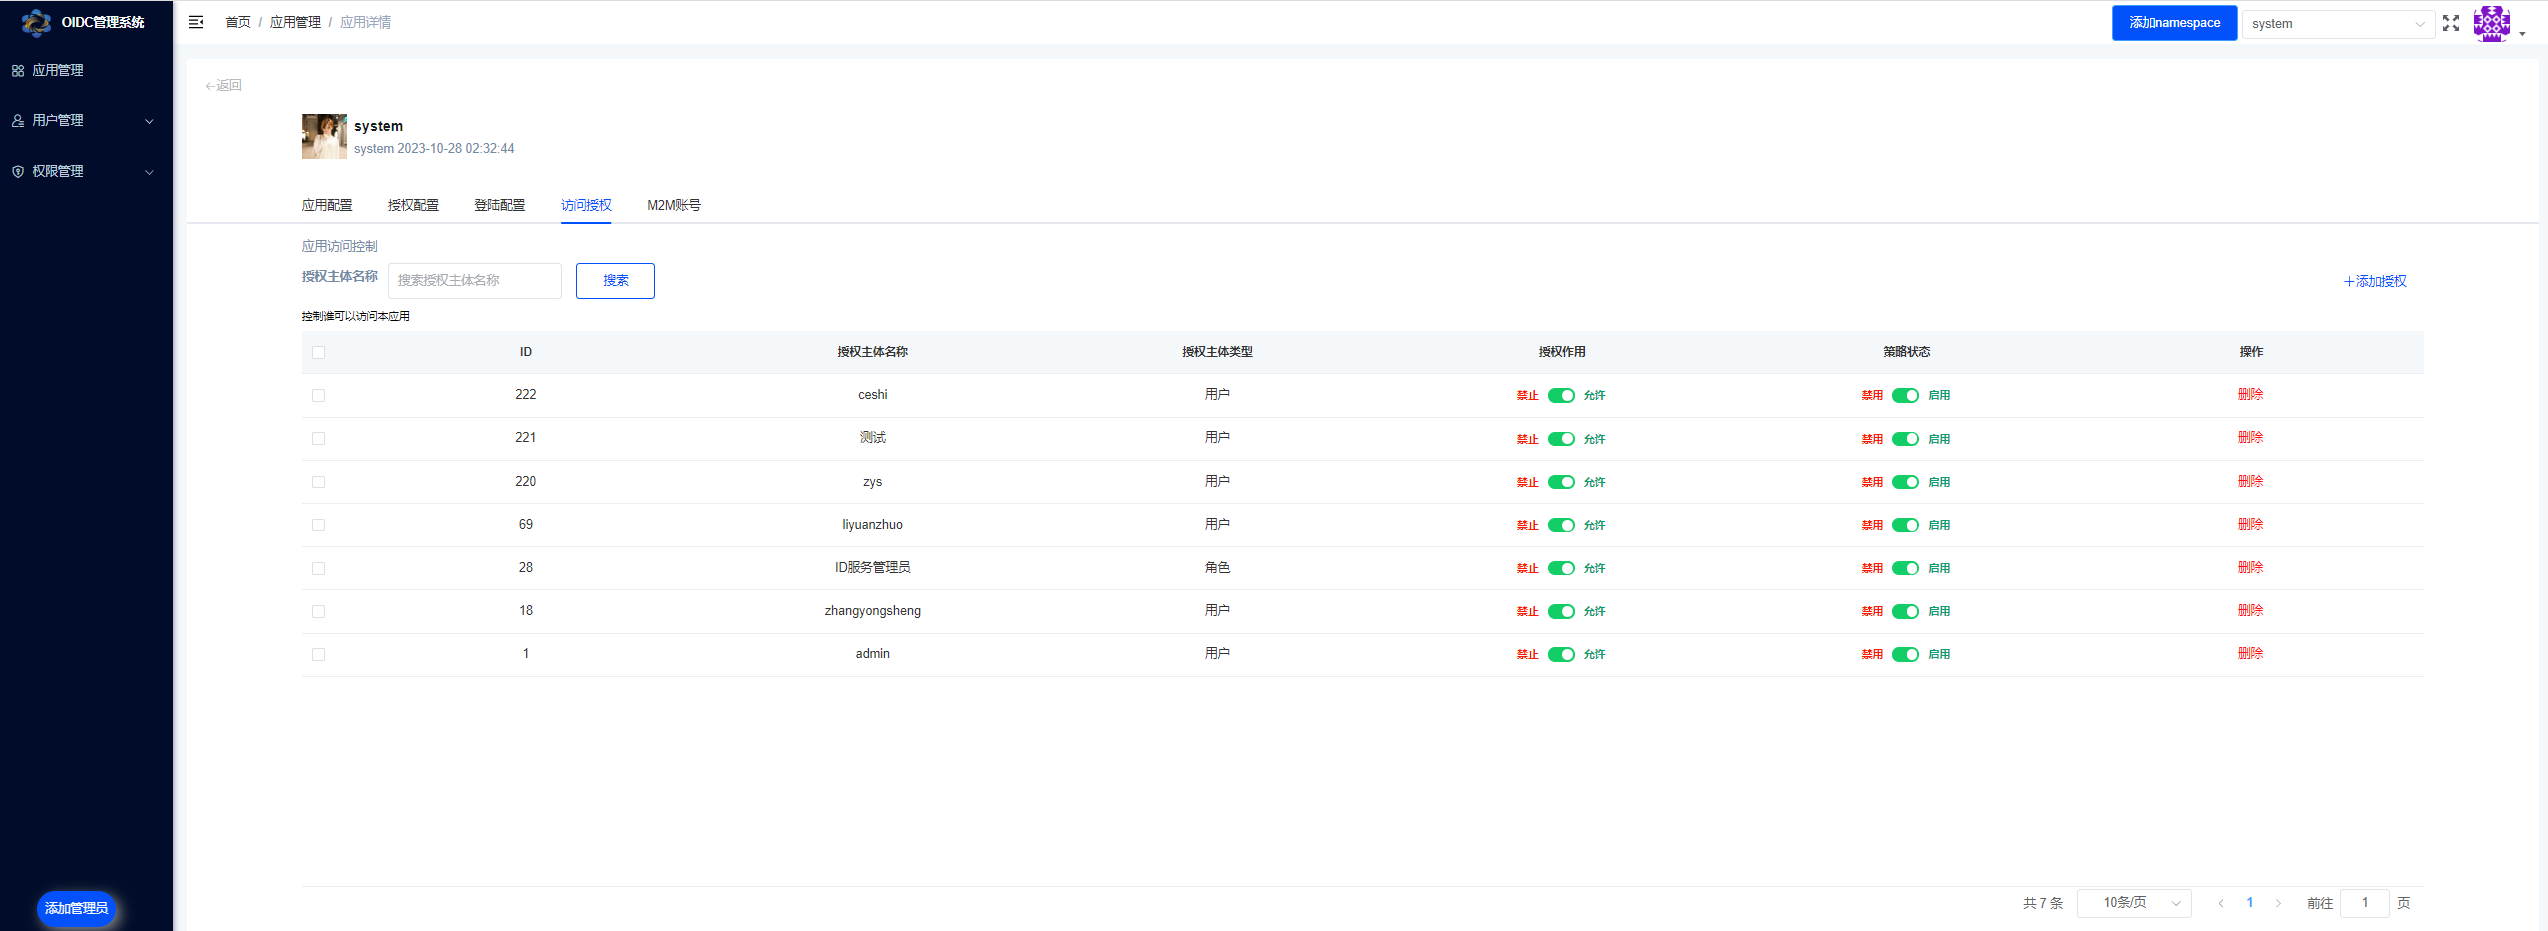 OIDC管理系统
首页 / 应用管理 / 应用详情
添加namespace
system
应用管理
用户管理
权限管理
添加管理员
←返回
system
system 2023-10-28 02:32:44
应用配置 授权配置 登陆配置 访问授权 M2M账号
应用访问控制
授权主体名称 搜索授权主体名称 搜索
+添加授权
控制谁可以访问本应用
ID 授权主体名称 授权主体类型 授权作用 策略状态 操作
222 ceshi 用户 禁止 允许 禁用 启用 删除
221 测试 用户 禁止 允许 禁用 启用 删除
220 zys 用户 禁止 允许 禁用 启用 删除
69 liyuanzhuo 用户 禁止 允许 禁用 启用 删除
28 ID服务管理员 角色 禁止 允许 禁用 启用 删除
18 zhangyongsheng 用户 禁止 允许 禁用 启用 删除
1 admin 用户 禁止 允许 禁用 启用 删除
共 7 条 10条/页 1 前往 1 页